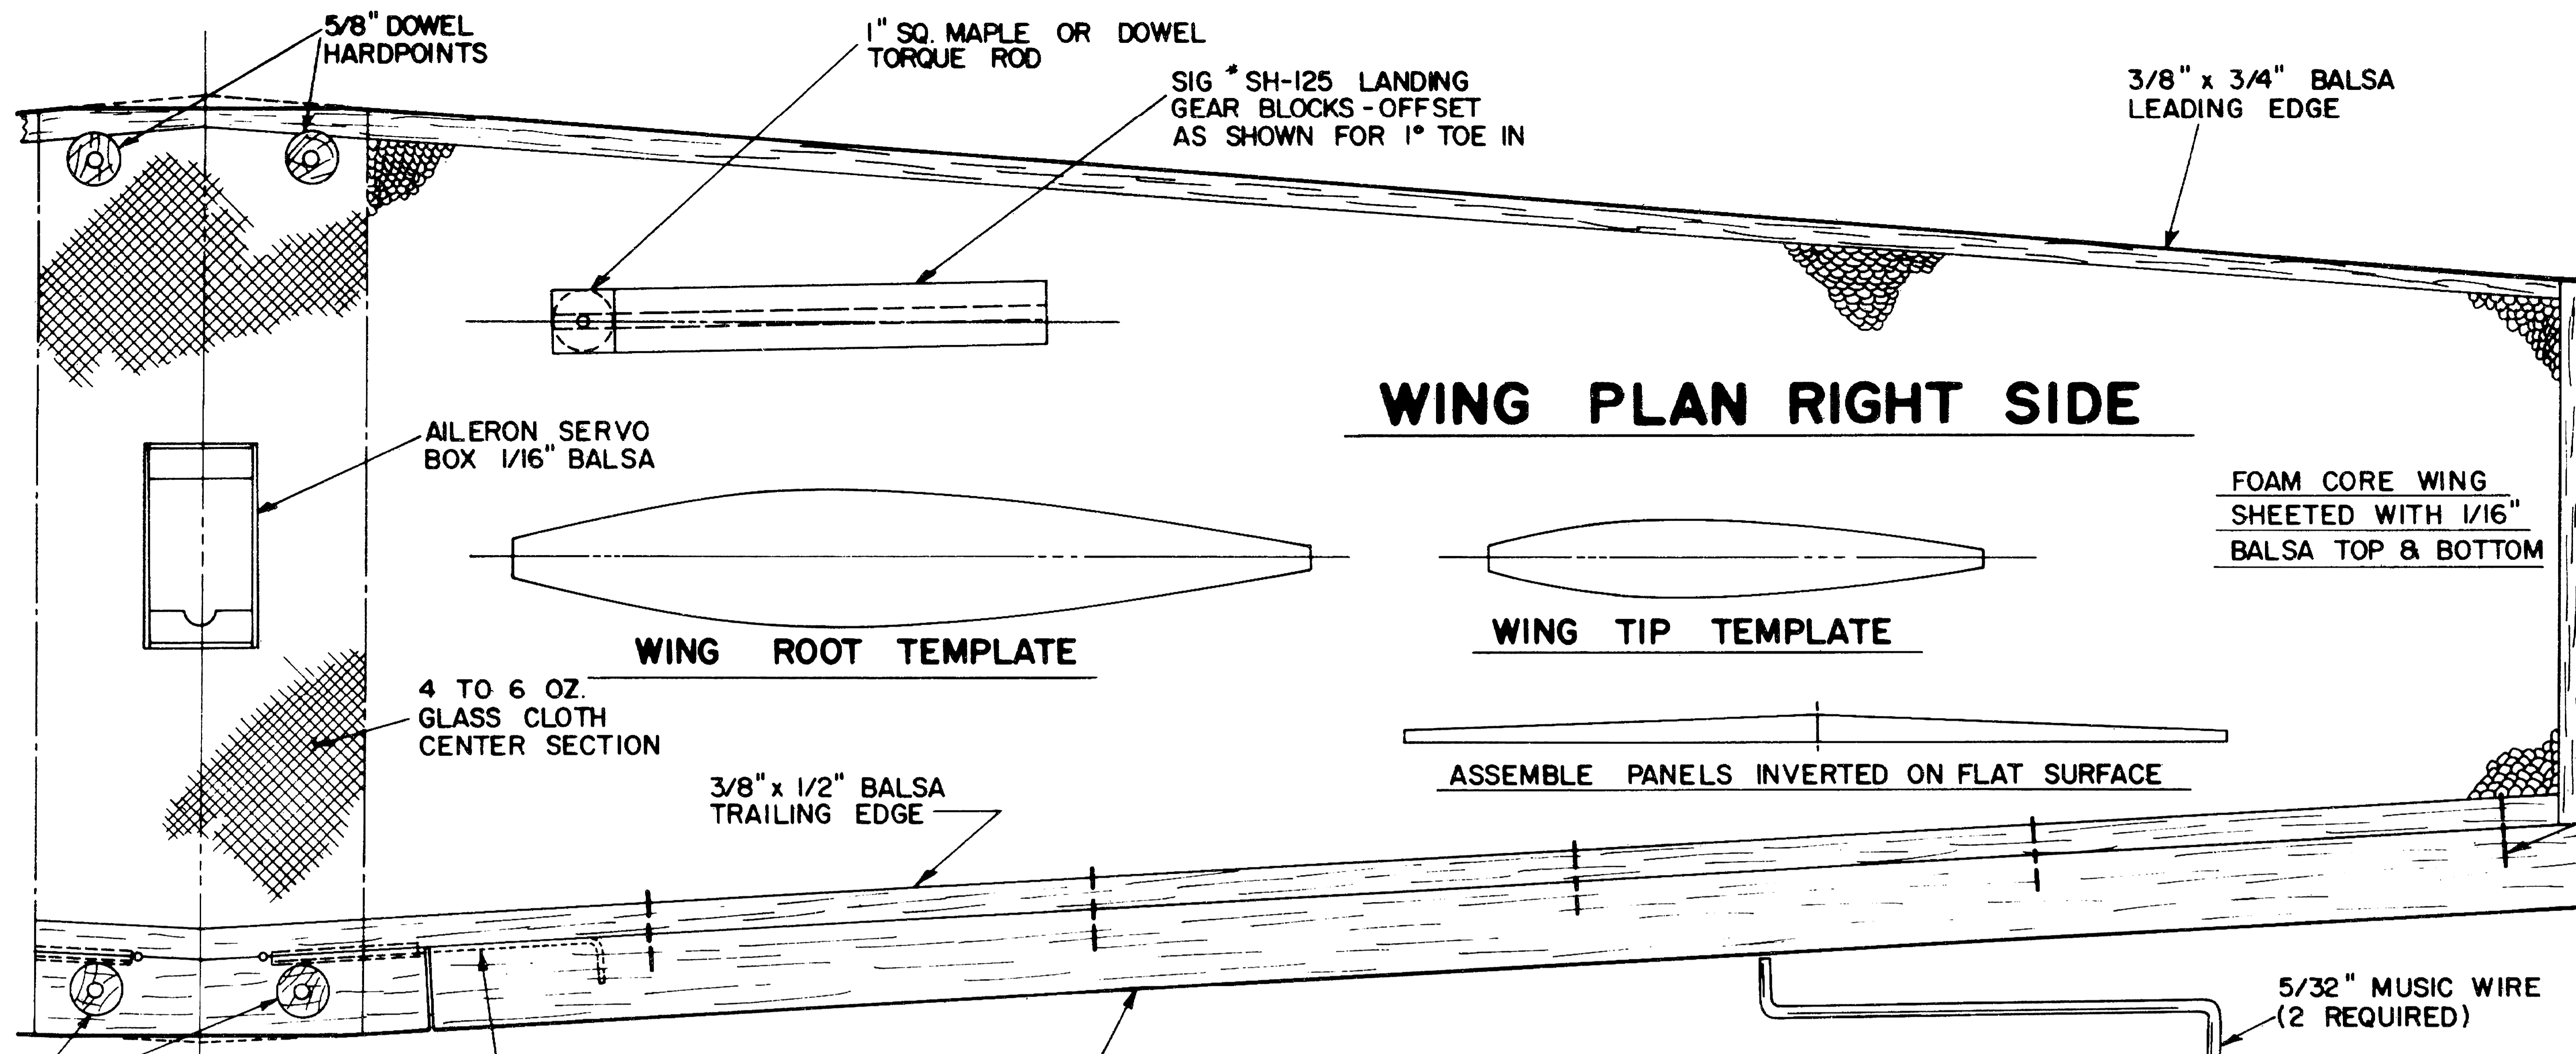 5/8" DOWEL
HARDPOINTS
1" SQ. MAPLE OR DOWEL
TORQUE ROD
SIG # SH-125 LANDING
GEAR BLOCKS - OFFSET
AS SHOWN FOR 1° TOE IN
3/8" x 3/4" BALSA
LEADING EDGE
WING PLAN RIGHT SIDE
AILERON SERVO
BOX 1/16" BALSA
FOAM CORE WING
SHEETED WITH 1/16"
BALSA TOP & BOTTOM
WING ROOT TEMPLATE
WING TIP TEMPLATE
4 TO 6 OZ.
GLASS CLOTH
CENTER SECTION
ASSEMBLE PANELS INVERTED ON FLAT SURFACE
3/8" x 1/2" BALSA
TRAILING EDGE
5/32" MUSIC WIRE
(2 REQUIRED)